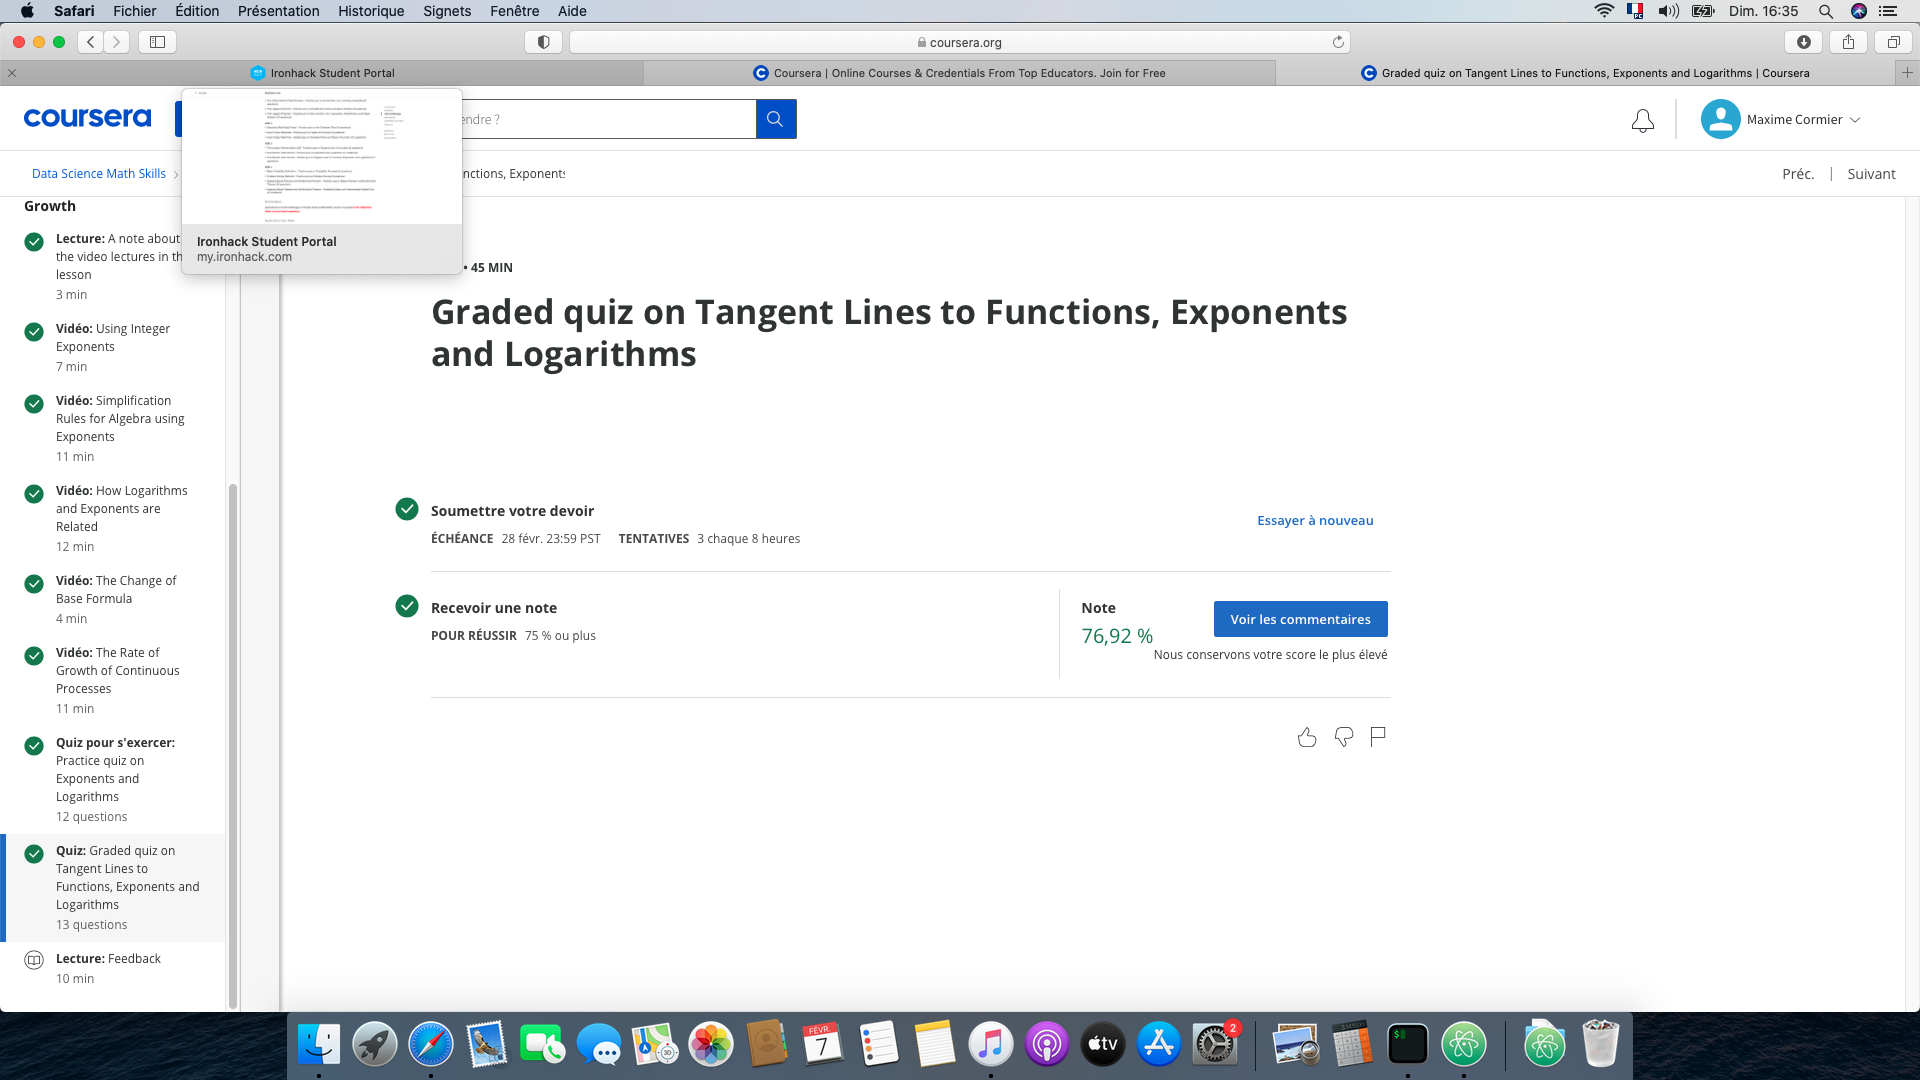 Safari Fichier Édition Présentation Historique Signets Fenêtre Aide
Dim. 16:35
coursera.org
Ironhack Student Portal
Coursera | Online Courses & Credentials From Top Educators. Join for Free
Graded quiz on Tangent Lines to Functions, Exponents and Logarithms | Coursera
coursera
endre ?
Maxime Cormier
Data Science Math Skills
nctions, Exponents
Préc. | Suivant
Ironhack Student Portal
my.ironhack.com
Growth
Lecture: A note about
the video lectures in th
lesson
3 min
Vidéo: Using Integer
Exponents
7 min
Vidéo: Simplification
Rules for Algebra using
Exponents
11 min
Vidéo: How Logarithms
and Exponents are
Related
12 min
Vidéo: The Change of
Base Formula
4 min
Vidéo: The Rate of
Growth of Continuous
Processes
11 min
Quiz pour s'exercer:
Practice quiz on
Exponents and
Logarithms
12 questions
Quiz: Graded quiz on
Tangent Lines to
Functions, Exponents and
Logarithms
13 questions
Lecture: Feedback
10 min
• 45 MIN
Graded quiz on Tangent Lines to Functions, Exponents
and Logarithms
Soumettre votre devoir
ÉCHÉANCE 28 févr. 23:59 PST TENTATIVES 3 chaque 8 heures
Essayer à nouveau
Recevoir une note
POUR RÉUSSIR 75 % ou plus
Note
76,92 %
Voir les commentaires
Nous conservons votre score le plus élevé
FÉVR.
7
3D
tv
2
$